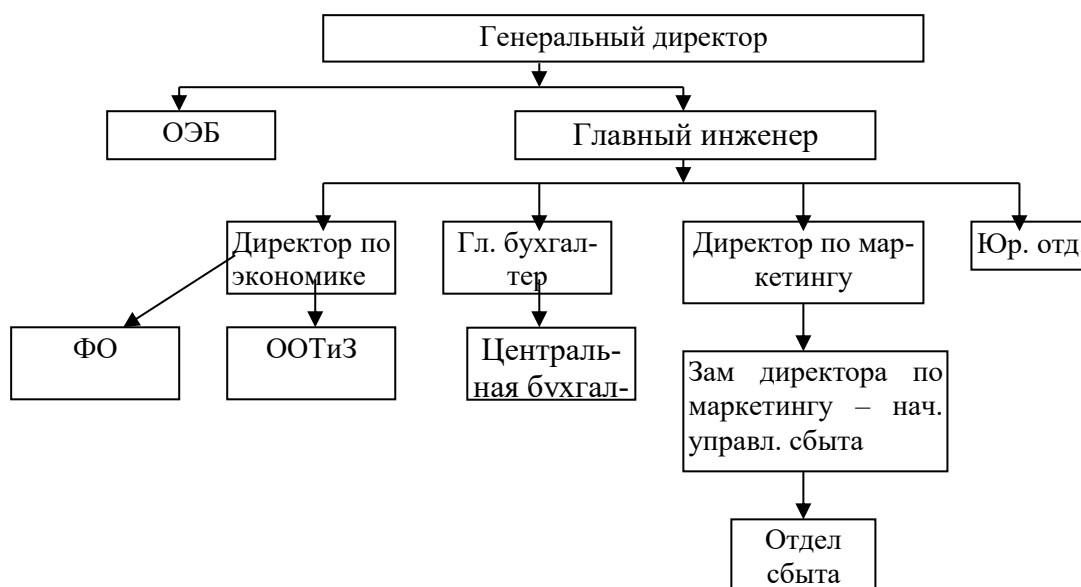 Генеральный директор
ОЭБ
Главный инженер
Директор по
экономике
Гл. бухгал-
тер
Директор по мар-
кетингу
Юр. отд.
ФО
ООТиЗ
Централь-
ная бухгал-
Зам директора по
маркетингу – нач.
управл. сбыта
Отдел
сбыта